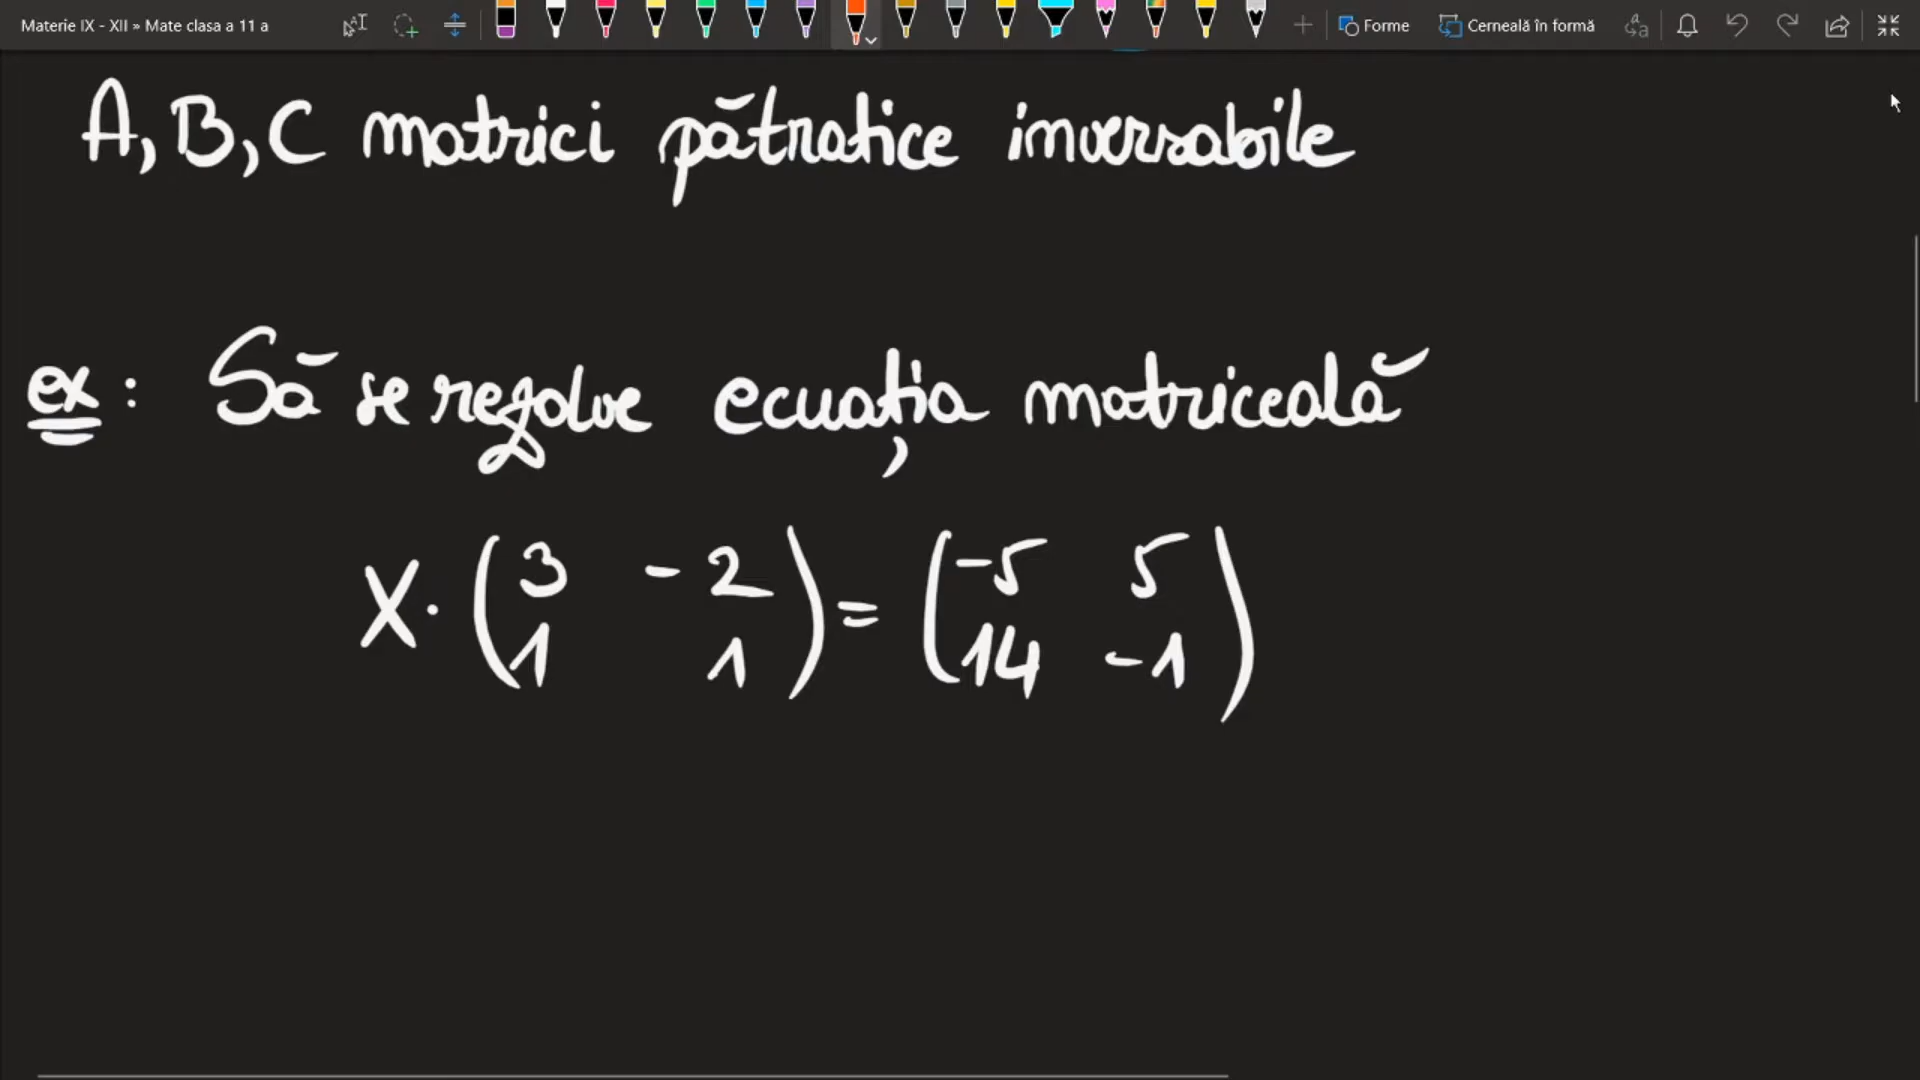 Materie IX - XII » Mate clasa a 11 a
Forme
Cerneală în formă
A, B, C matrici pătratice inversabile
ex: Să se rezolve ecuația matriceală
X · ( 3 -2 ) = ( -5 5 )
1 1 14 -1